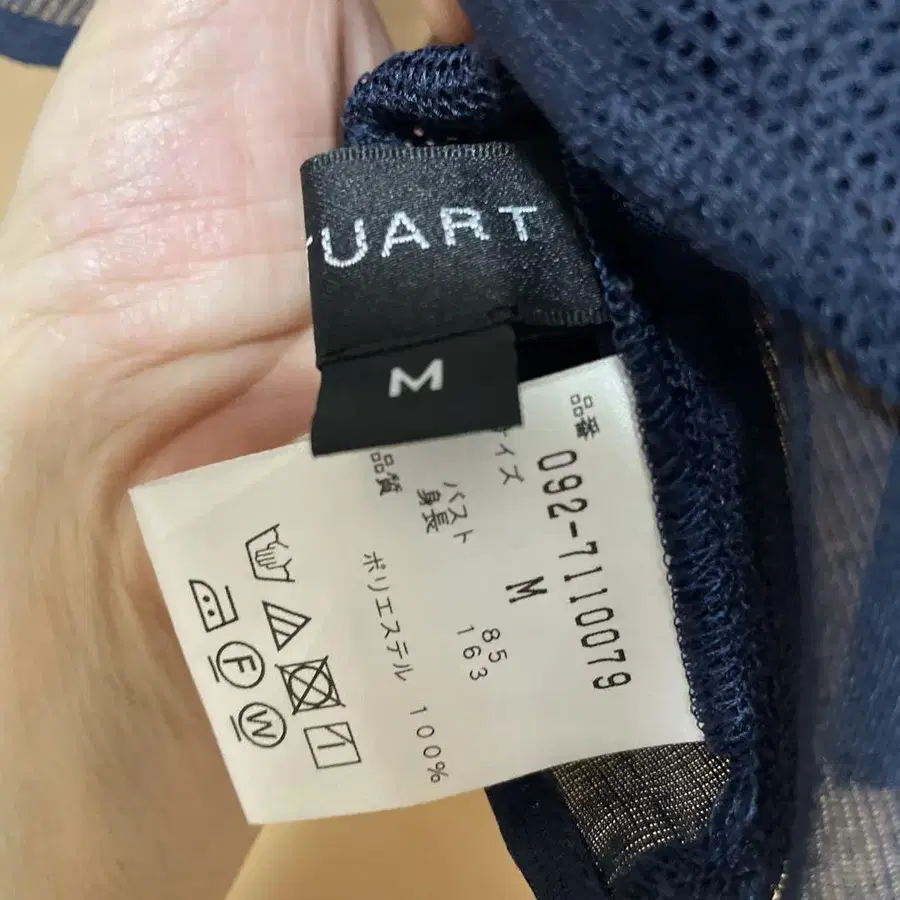 TUART
M
品番 092-7110079
イズ M
バスト 85
身長 163
品質
ポリエステル 100%
F
W